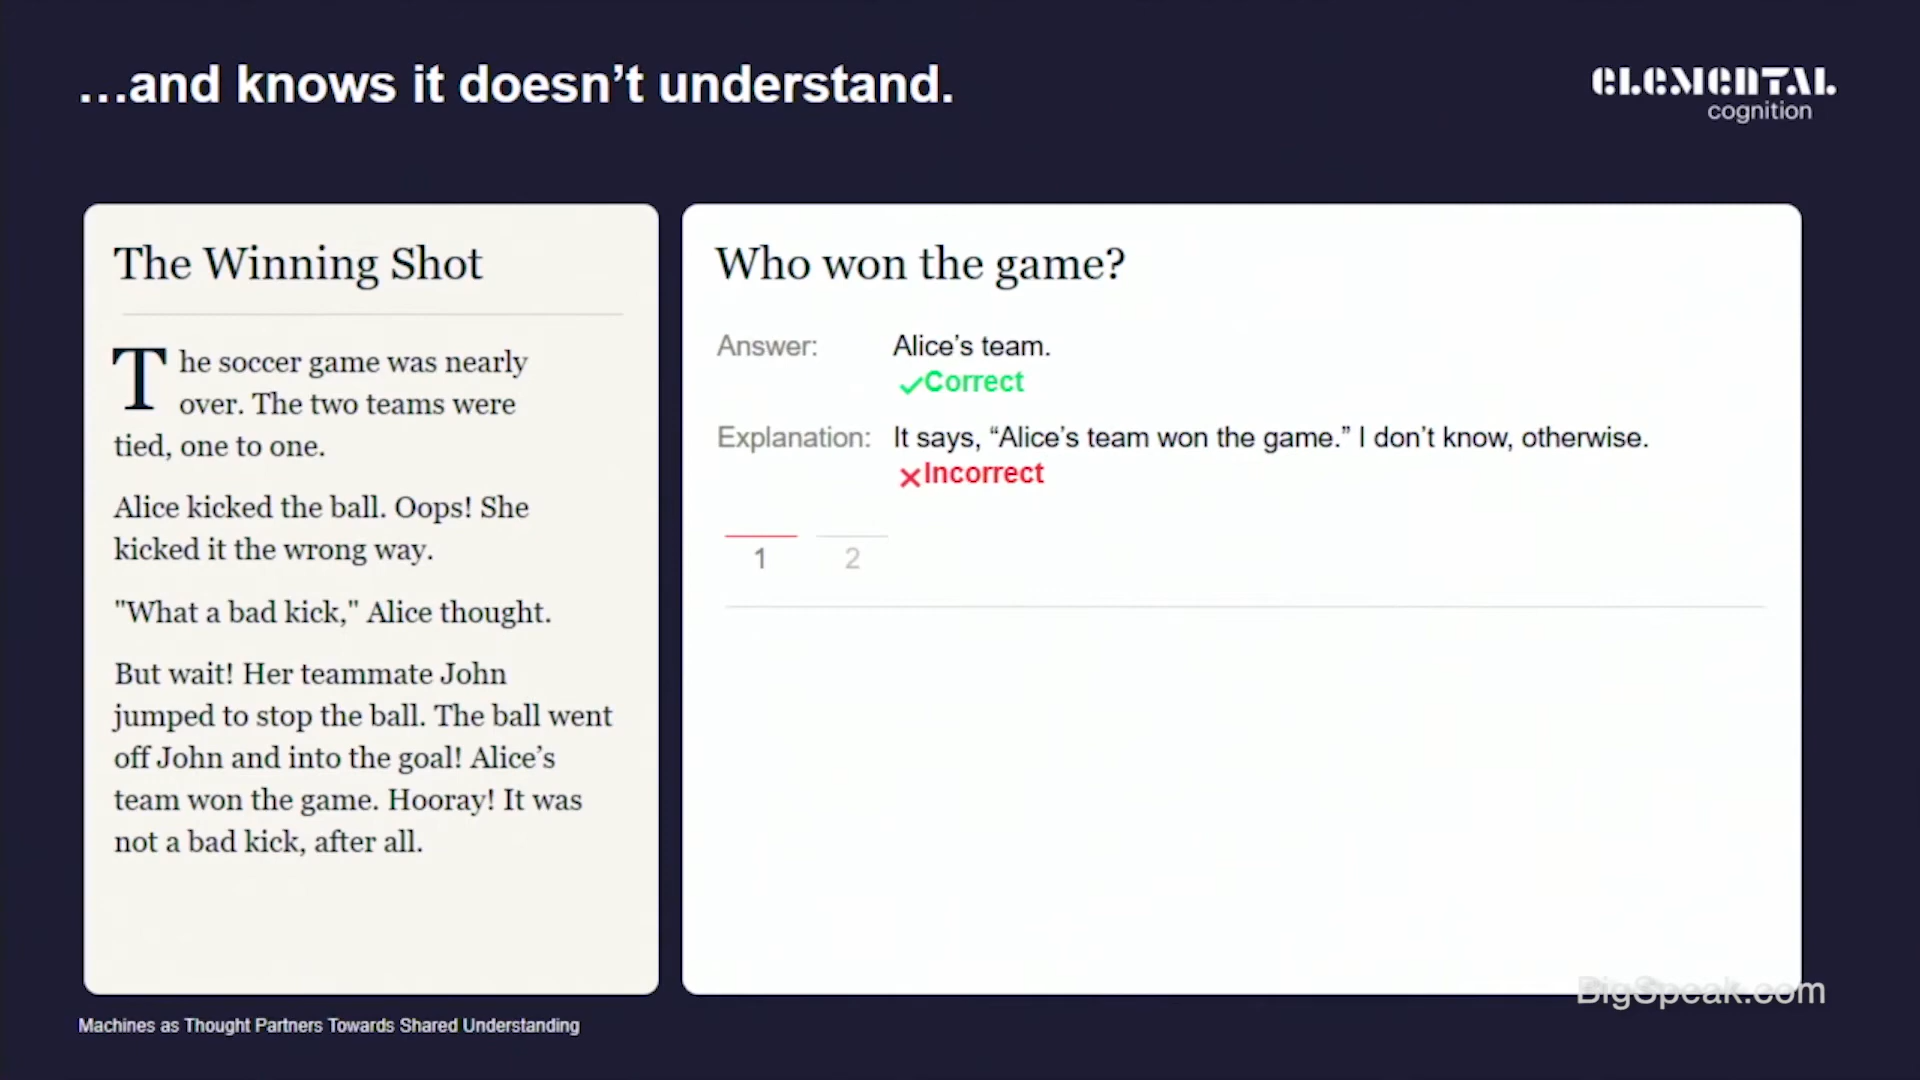 …and knows it doesn’t understand.
ELEMENTAL
cognition
The Winning Shot
The soccer game was nearly
over. The two teams were
tied, one to one.
Alice kicked the ball. Oops! She
kicked it the wrong way.
"What a bad kick," Alice thought.
But wait! Her teammate John
jumped to stop the ball. The ball went
off John and into the goal! Alice’s
team won the game. Hooray! It was
not a bad kick, after all.
Who won the game?
Answer: Alice’s team.
Correct
Explanation: It says, “Alice’s team won the game.” I don’t know, otherwise.
Incorrect
1 2
BigSpeak.com
Machines as Thought Partners Towards Shared Understanding